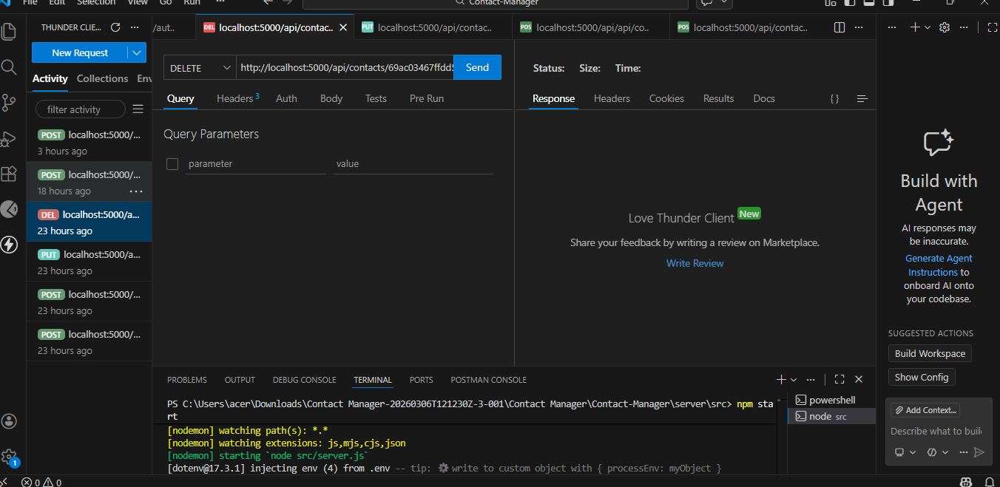 File Edit Selection View Go Run ··· Contact-Manager
THUNDER CLIE... ···
/aut..
DEL localhost:5000/api/contac..
PUT localhost:5000/api/contac..
POS localhost:5000/api/api/co..
POS localhost:5000/api/contac..
New Request
Activity Collections Env
filter activity
POST localhost:5000/...
3 hours ago
POST localhost:5000/...
18 hours ago
DEL localhost:5000/a...
23 hours ago
PUT localhost:5000/a...
23 hours ago
POST localhost:5000/...
23 hours ago
POST localhost:5000/...
23 hours ago
DELETE http://localhost:5000/api/contacts/69ac03467ffdd5 Send
Query Headers 3 Auth Body Tests Pre Run
Query Parameters
parameter value
Status: Size: Time:
Response Headers Cookies Results Docs { }
Love Thunder Client New
Share your feedback by writing a review on Marketplace.
Write Review
PROBLEMS OUTPUT DEBUG CONSOLE TERMINAL PORTS POSTMAN CONSOLE
PS C:\Users\acer\Downloads\Contact Manager-20260306T121230Z-3-001\Contact Manager\Contact-Manager\server\src> npm sta
rt
[nodemon] watching path(s): *.*
[nodemon] watching extensions: js,mjs,cjs,json
[nodemon] starting `node src/server.js`
[dotenv@17.3.1] injecting env (4) from .env -- tip: ⚙️ write to custom object with { processEnv: myObject }
powershell
node src
Build with
Agent
AI responses may
be inaccurate.
Generate Agent
Instructions to
onboard AI onto
your codebase.
SUGGESTED ACTIONS
Build Workspace
Show Config
Add Context...
Describe what to build
1
0 0